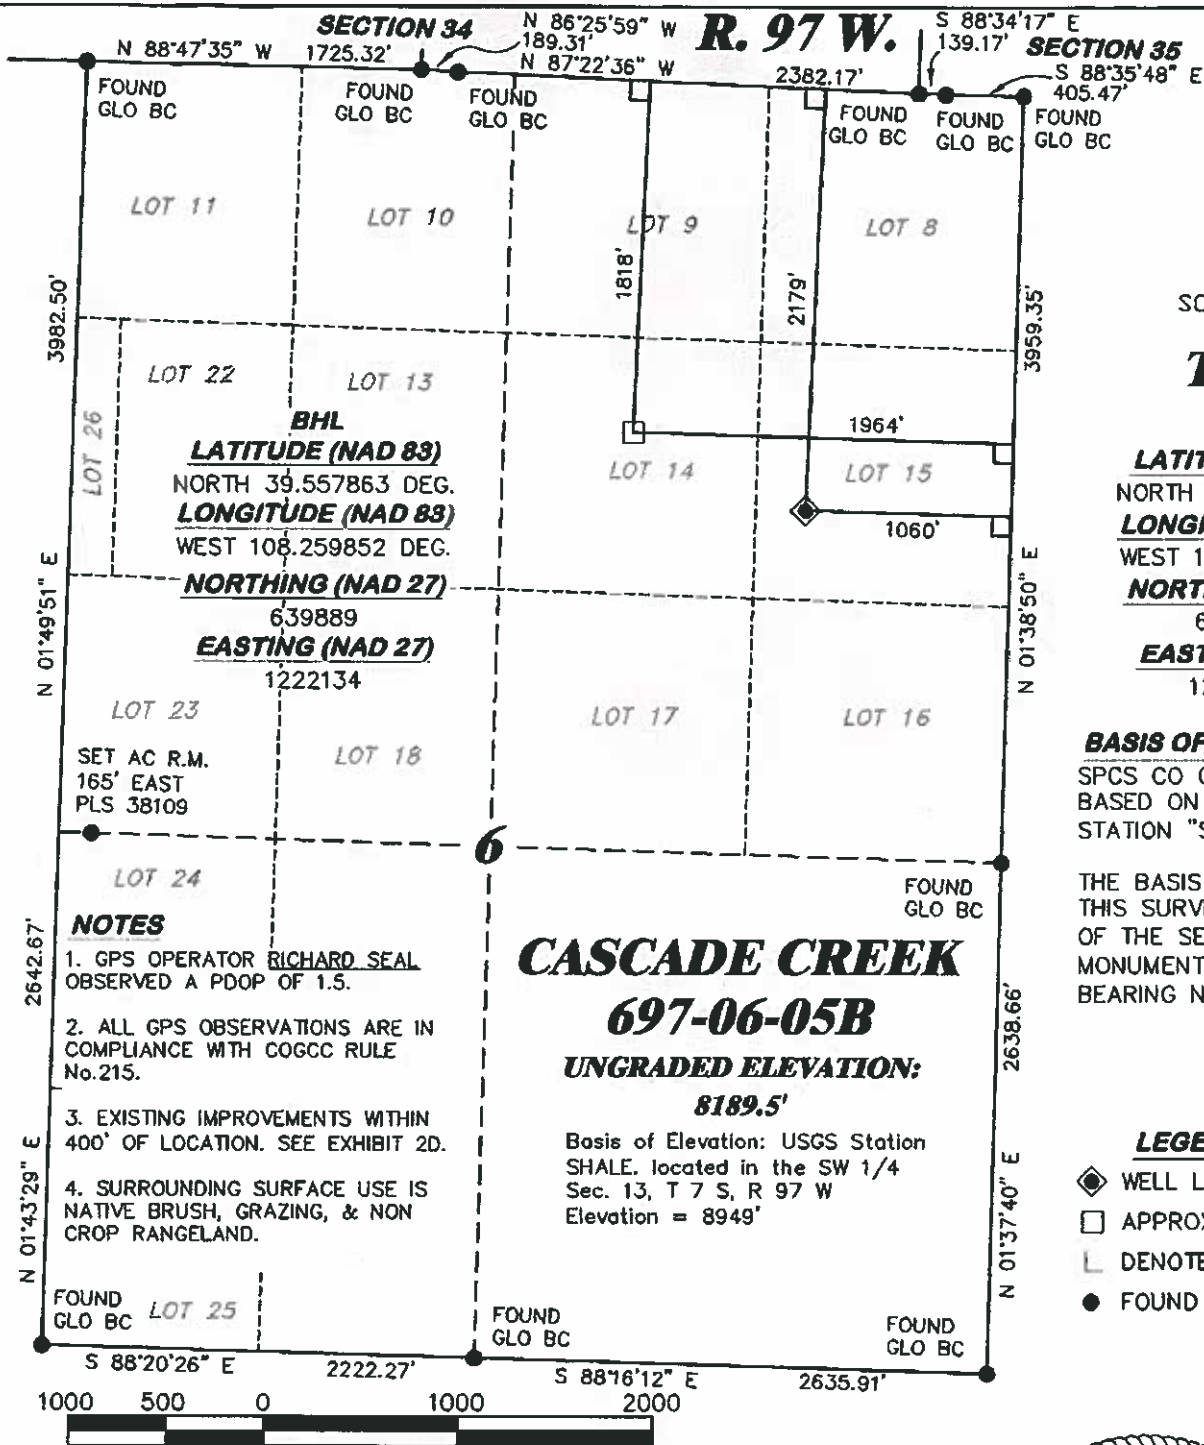 SECTION 34
N 86°25'59" W
189.31'
R. 97 W.
S 88°34'17" E
139.17'
SECTION 35
N 88°47'35" W 1725.32'
N 87°22'36" W
2382.17'
S 88°35'48" E
405.47'
FOUND
GLO BC
FOUND
GLO BC
FOUND
GLO BC
FOUND
GLO BC
FOUND
GLO BC
FOUND
GLO BC
LOT 11
LOT 10
LOT 9
LOT 8
3982.50'
1818'
2179'
3959.35'
LOT 22
LOT 13
LOT 26
1964'
LOT 14
LOT 15
1060'
BHL
LATITUDE (NAD 83)
NORTH 39.557863 DEG.
LONGITUDE (NAD 83)
WEST 108.259852 DEG.
NORTHING (NAD 27)
639889
EASTING (NAD 27)
1222134
N 01°49'51" E
N 01°38'50" E
LOT 23
LOT 18
LOT 17
LOT 16
SET AC R.M.
165' EAST
PLS 38109
6
LOT 24
FOUND
GLO BC
NOTES
1. GPS OPERATOR RICHARD SEAL
OBSERVED A PDOP OF 1.5.
2. ALL GPS OBSERVATIONS ARE IN
COMPLIANCE WITH COGCC RULE
No.215.
3. EXISTING IMPROVEMENTS WITHIN
400' OF LOCATION. SEE EXHIBIT 2D.
4. SURROUNDING SURFACE USE IS
NATIVE BRUSH, GRAZING, & NON
CROP RANGELAND.
2642.67'
N 01°43'29" E
CASCADE CREEK
697-06-05B
UNGRADED ELEVATION:
8189.5'
Basis of Elevation: USGS Station
SHALE. located in the SW 1/4
Sec. 13, T 7 S, R 97 W
Elevation = 8949'
2638.66'
N 01°37'40" E
FOUND
GLO BC
LOT 25
FOUND
GLO BC
FOUND
GLO BC
S 88°20'26" E
2222.27'
S 88°16'12" E
2635.91'
1000 500 0 1000 2000
SC
T
LATIT
NORTH
LONGI
WEST 1
NORT
6
EAST
12
BASIS OF
SPCS CO
BASED ON
STATION "S
THE BASIS
THIS SURV
OF THE SE
MONUMENT
BEARING N
LEGE
WELL L
APPROX
DENOTE
FOUND